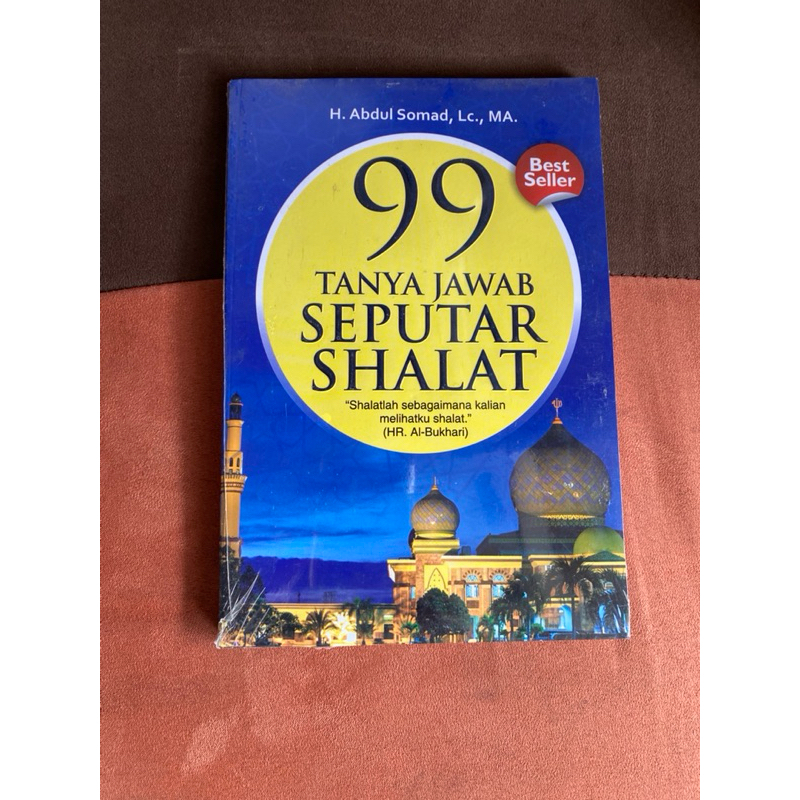 H. Abdul Somad, Lc., MA.
Best
Seller
99
TANYA JAWAB
SEPUTAR
SHALAT
“Shalatlah sebagaimana kalian
melihatku shalat.”
(HR. Al-Bukhari)